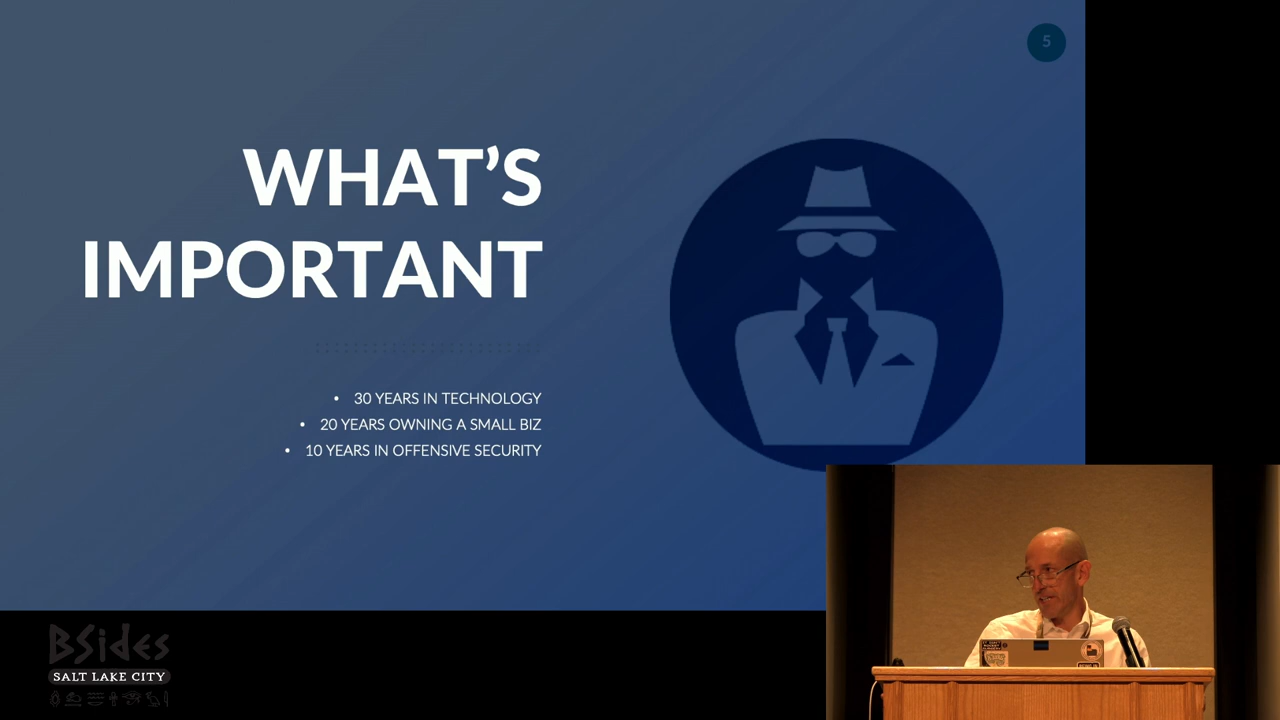 5
WHAT’S
IMPORTANT
• 30 YEARS IN TECHNOLOGY
• 20 YEARS OWNING A SMALL BIZ
• 10 YEARS IN OFFENSIVE SECURITY
BSides
SALT LAKE CITY